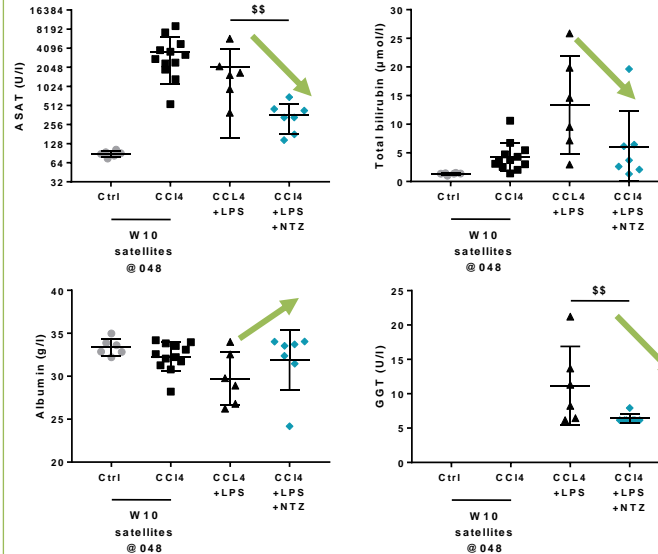 $$
ASAT (U/l)
16384
8192
4096
2048
1024
512
256
128
64
32
Ctrl CCl4 CCL4 +LPS CCl4 +LPS +NTZ
W10
satellites
@048
Total bilirubin (µmol/l)
30
25
20
15
10
5
0
Ctrl CCl4 CCL4 +LPS CCl4 +LPS +NTZ
W10
satellites
@048
Albumin (g/l)
40
35
30
25
20
Ctrl CCl4 CCL4 +LPS CCl4 +LPS +NTZ
W10
satellites
@048
$$
GGT (U/l)
25
20
15
10
5
0
Ctrl CCl4 CCL4 +LPS CCl4 +LPS +NTZ
W10
satellites
@048